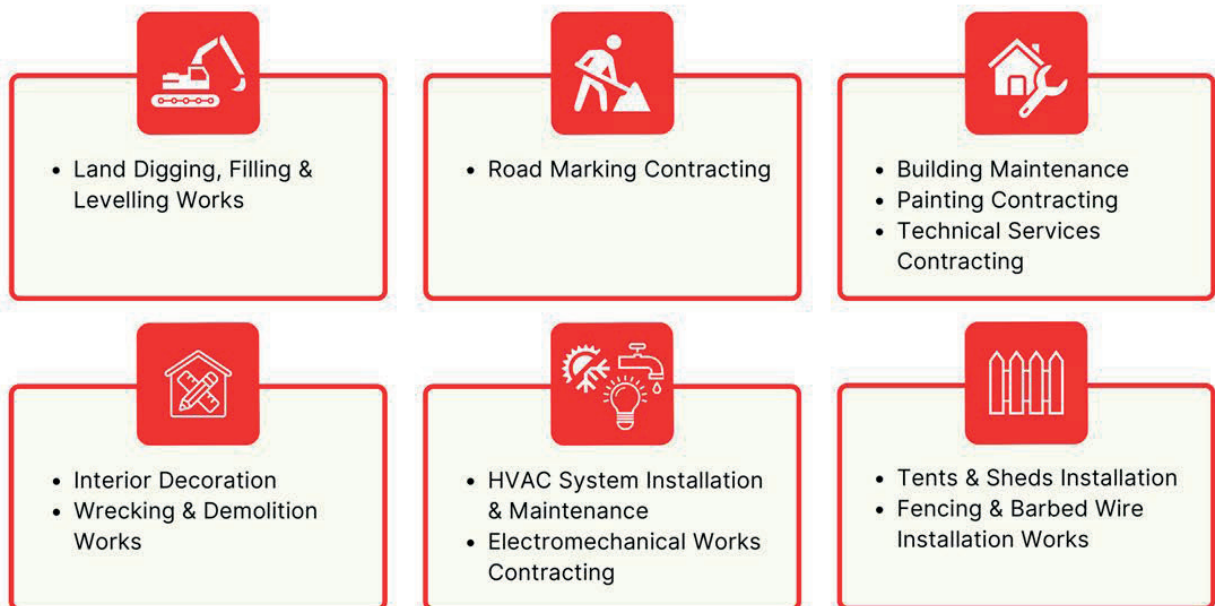 • Land Digging, Filling &
Levelling Works
• Road Marking Contracting
• Building Maintenance
• Painting Contracting
• Technical Services
Contracting
• Interior Decoration
• Wrecking & Demolition
Works
• HVAC System Installation
& Maintenance
• Electromechanical Works
Contracting
• Tents & Sheds Installation
• Fencing & Barbed Wire
Installation Works